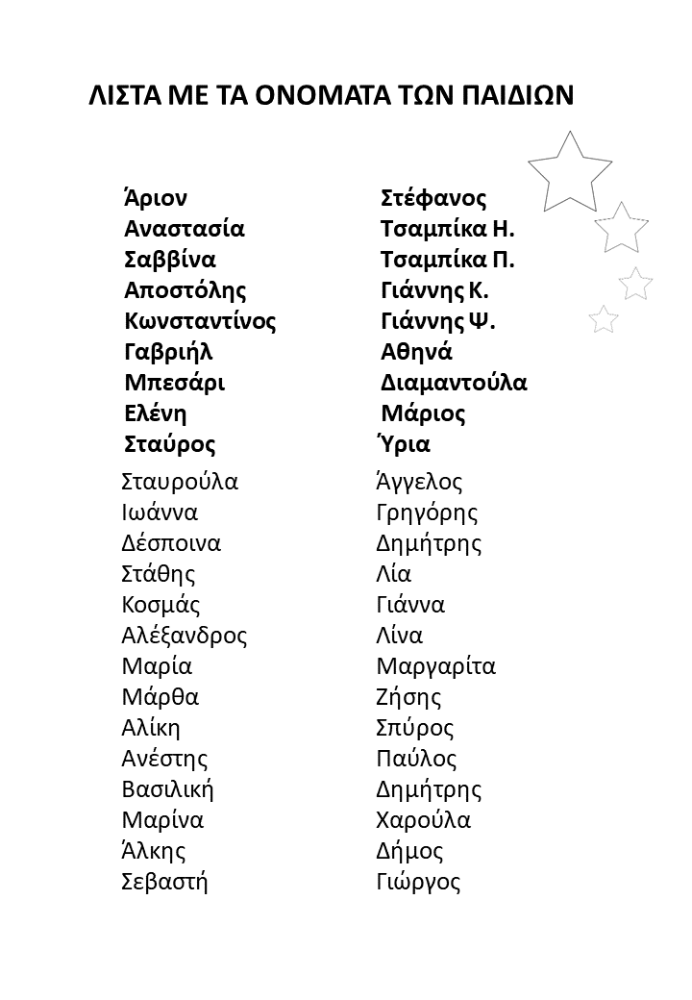 ΛΙΣΤΑ ΜΕ ΤΑ ΟΝΟΜΑΤΑ ΤΩΝ ΠΑΙΔΙΩΝ
Άριον
Αναστασία
Σαββίνα
Αποστόλης
Κωνσταντίνος
Γαβριήλ
Μπεσάρι
Ελένη
Σταύρος
Σταυρούλα
Ιωάννα
Δέσποινα
Στάθης
Κοσμάς
Αλέξανδρος
Μαρία
Μάρθα
Αλίκη
Ανέστης
Βασιλική
Μαρίνα
Άλκης
Σεβαστή
Στέφανος
Τσαμπίκα Η.
Τσαμπίκα Π.
Γιάννης Κ.
Γιάννης Ψ.
Αθηνά
Διαμαντούλα
Μάριος
Ύρια
Άγγελος
Γρηγόρης
Δημήτρης
Λία
Γιάννα
Λίνα
Μαργαρίτα
Ζήσης
Σπύρος
Παύλος
Δημήτρης
Χαρούλα
Δήμος
Γιώργος